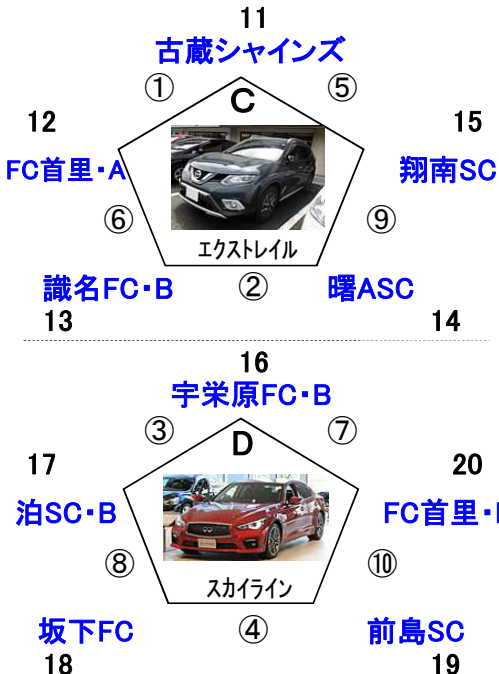 11
古蔵シャインズ
① ⑤
C
12 15
FC首里・A 翔南SC
⑥ ⑨
エクストレイル
識名FC・B ② 曙ASC
13 14
16
宇栄原FC・B
③ ⑦
D
17 20
泊SC・B FC首里・
⑧ ⑩
スカイライン
坂下FC ④ 前島SC
18 19